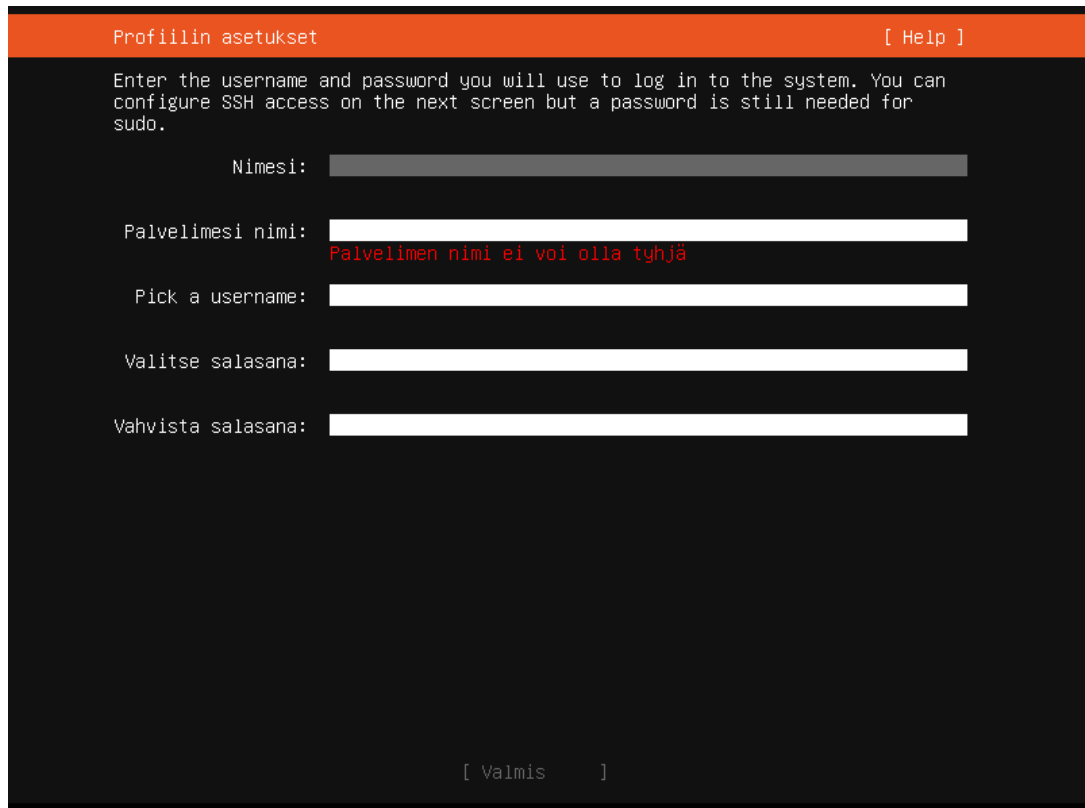 Profiilin asetukset [ Help ]
Enter the username and password you will use to log in to the system. You can
configure SSH access on the next screen but a password is still needed for
sudo.
Nimesi:
Palvelimesi nimi:
Palvelimen nimi ei voi olla tyhjä
Pick a username:
Valitse salasana:
Vahvista salasana:
[ Valmis ]